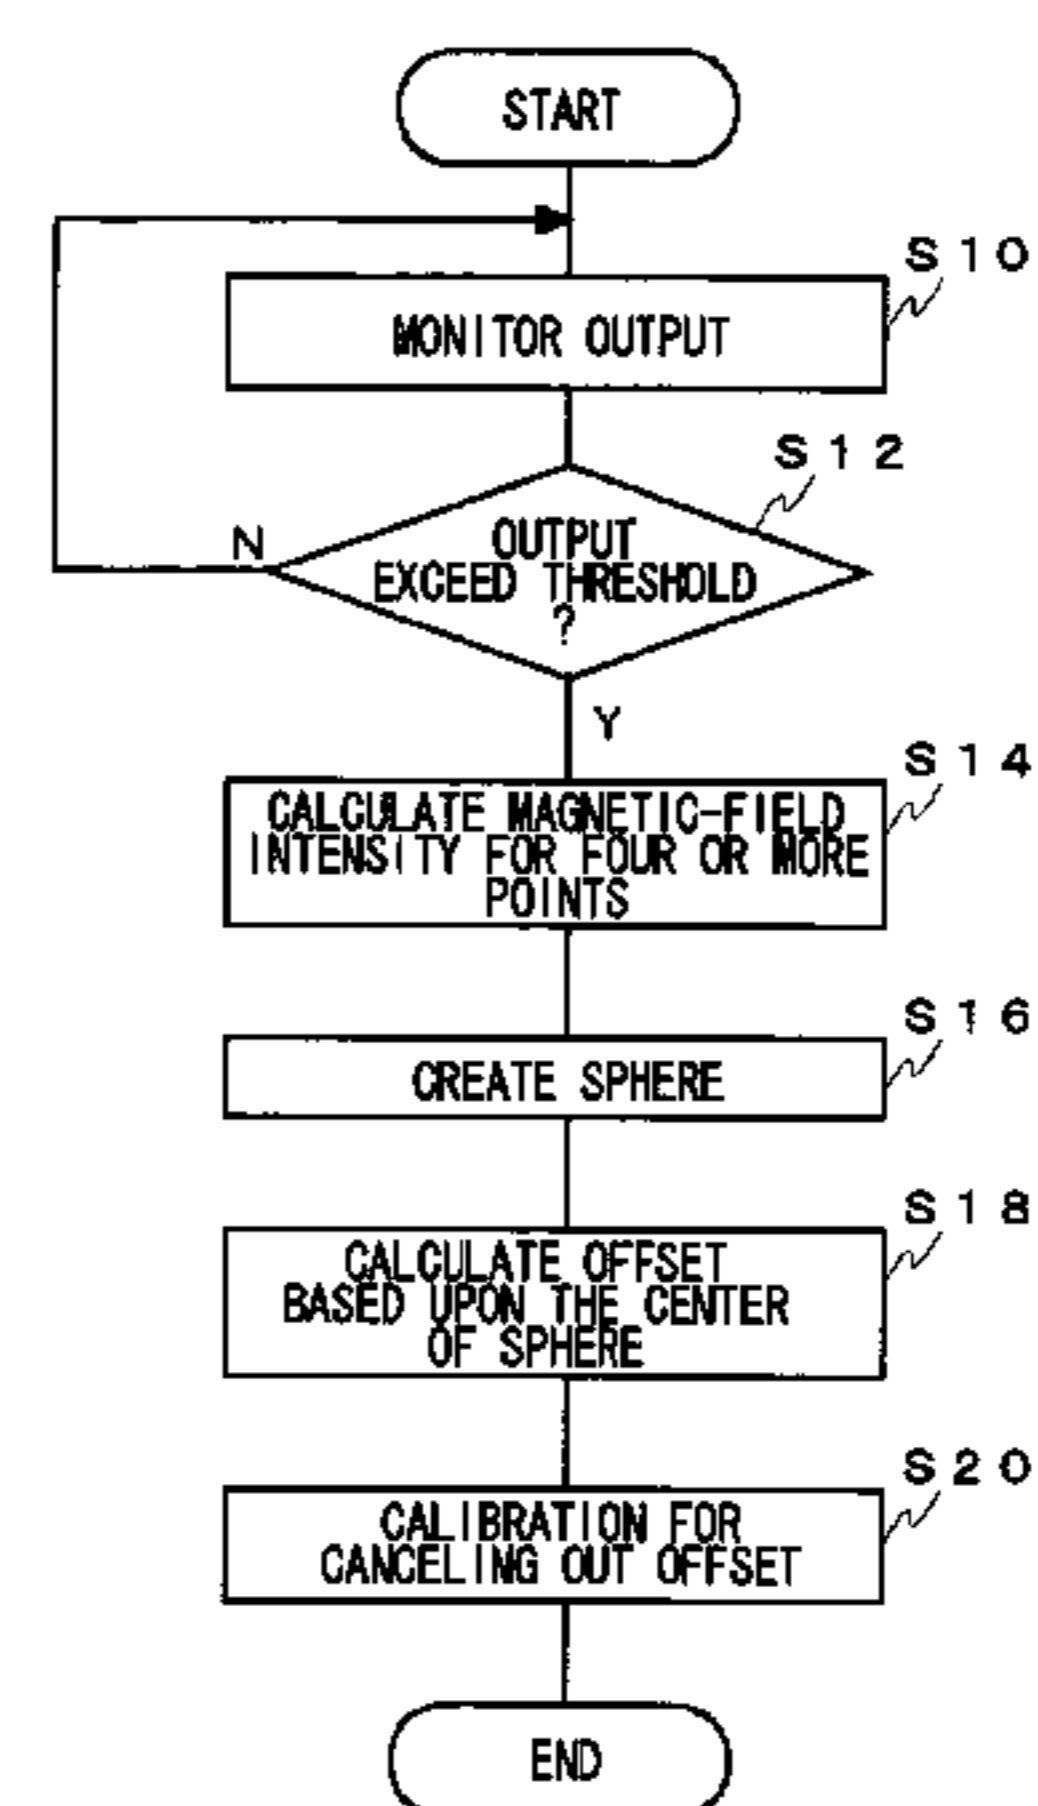 START
S10
MONITOR OUTPUT
S12
OUTPUT
EXCEED THRESHOLD
?
N
Y
S14
CALCULATE MAGNETIC-FIELD
INTENSITY FOR FOUR OR MORE
POINTS
S16
CREATE SPHERE
S18
CALCULATE OFFSET
BASED UPON THE CENTER
OF SPHERE
S20
CALIBRATION FOR
CANCELING OUT OFFSET
END